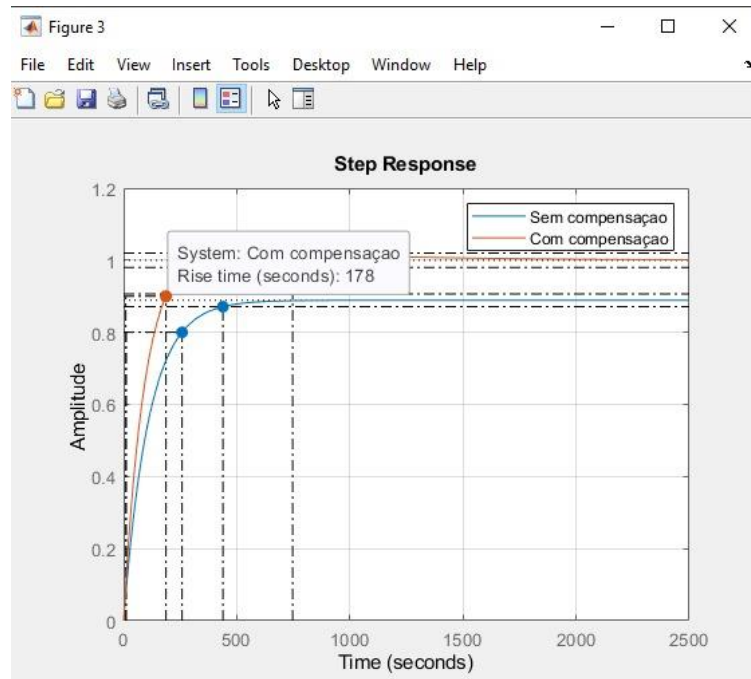 Figure 3
File Edit View Insert Tools Desktop Window Help
Step Response
1.2
Sem compensaçao
Com compensaçao
System: Com compensaçao
Rise time (seconds): 178
1
0.8
0.6
0.4
0.2
0
Amplitude
0 500 1000 1500 2000 2500
Time (seconds)